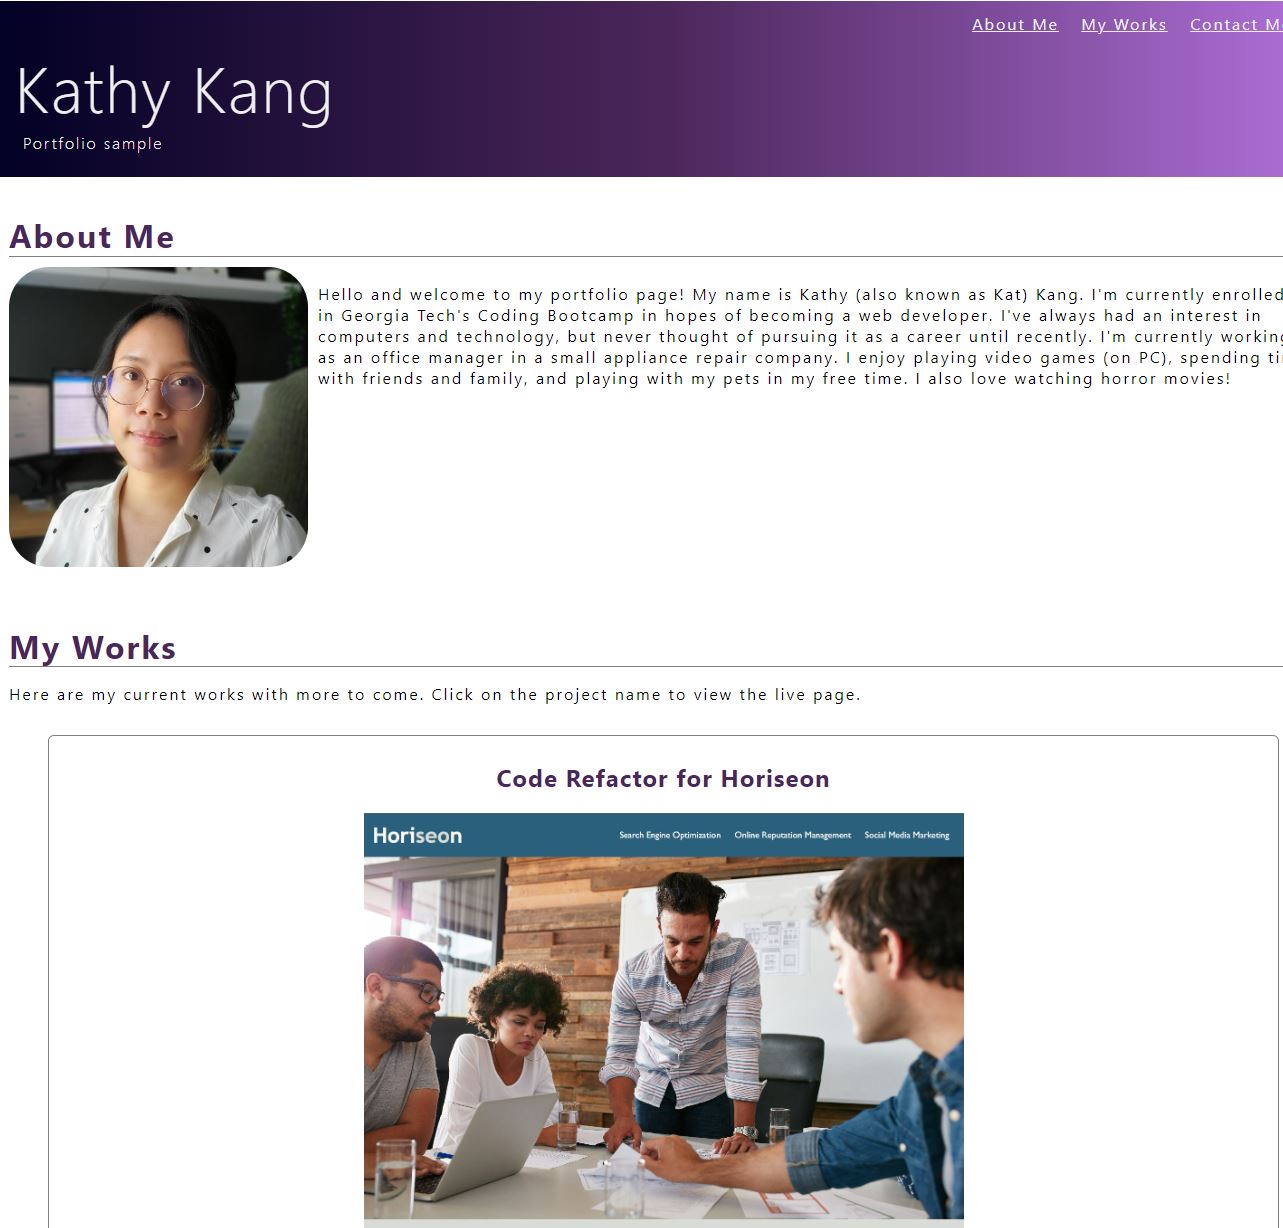 About Me My Works Contact
Kathy Kang
Portfolio sample
About Me
Hello and welcome to my portfolio page! My name is Kathy (also known as Kat) Kang. I'm currently enrolled
in Georgia Tech's Coding Bootcamp in hopes of becoming a web developer. I've always had an interest in
computers and technology, but never thought of pursuing it as a career until recently. I'm currently working
as an office manager in a small appliance repair company. I enjoy playing video games (on PC), spending
with friends and family, and playing with my pets in my free time. I also love watching horror movies!
My Works
Here are my current works with more to come. Click on the project name to view the live page.
Code Refactor for Horiseon
Horiseon Search Engine Optimization Online Reputation Management Social Media Marketing